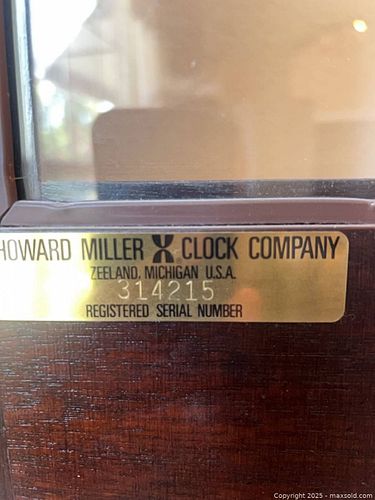 HOWARD MILLER CLOCK COMPANY
ZEELAND, MICHIGAN U.S.A.
314215
REGISTERED SERIAL NUMBER
Copyright © 2025 - maxsold.com